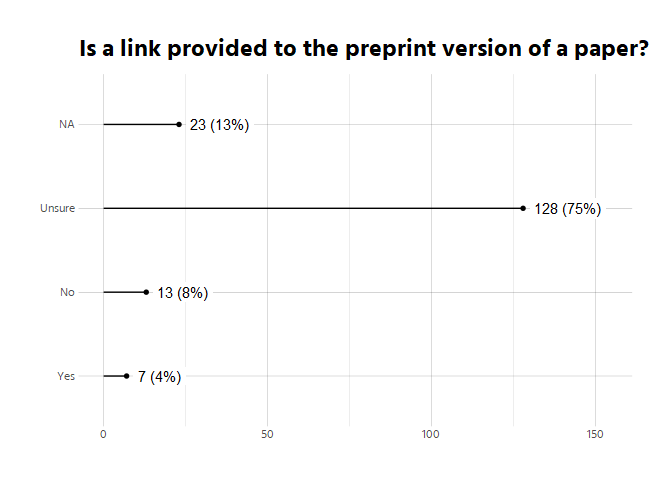 Is a link provided to the preprint version of a paper?
NA
23 (13%)
Unsure
128 (75%)
No
13 (8%)
Yes
7 (4%)
0
50
100
150